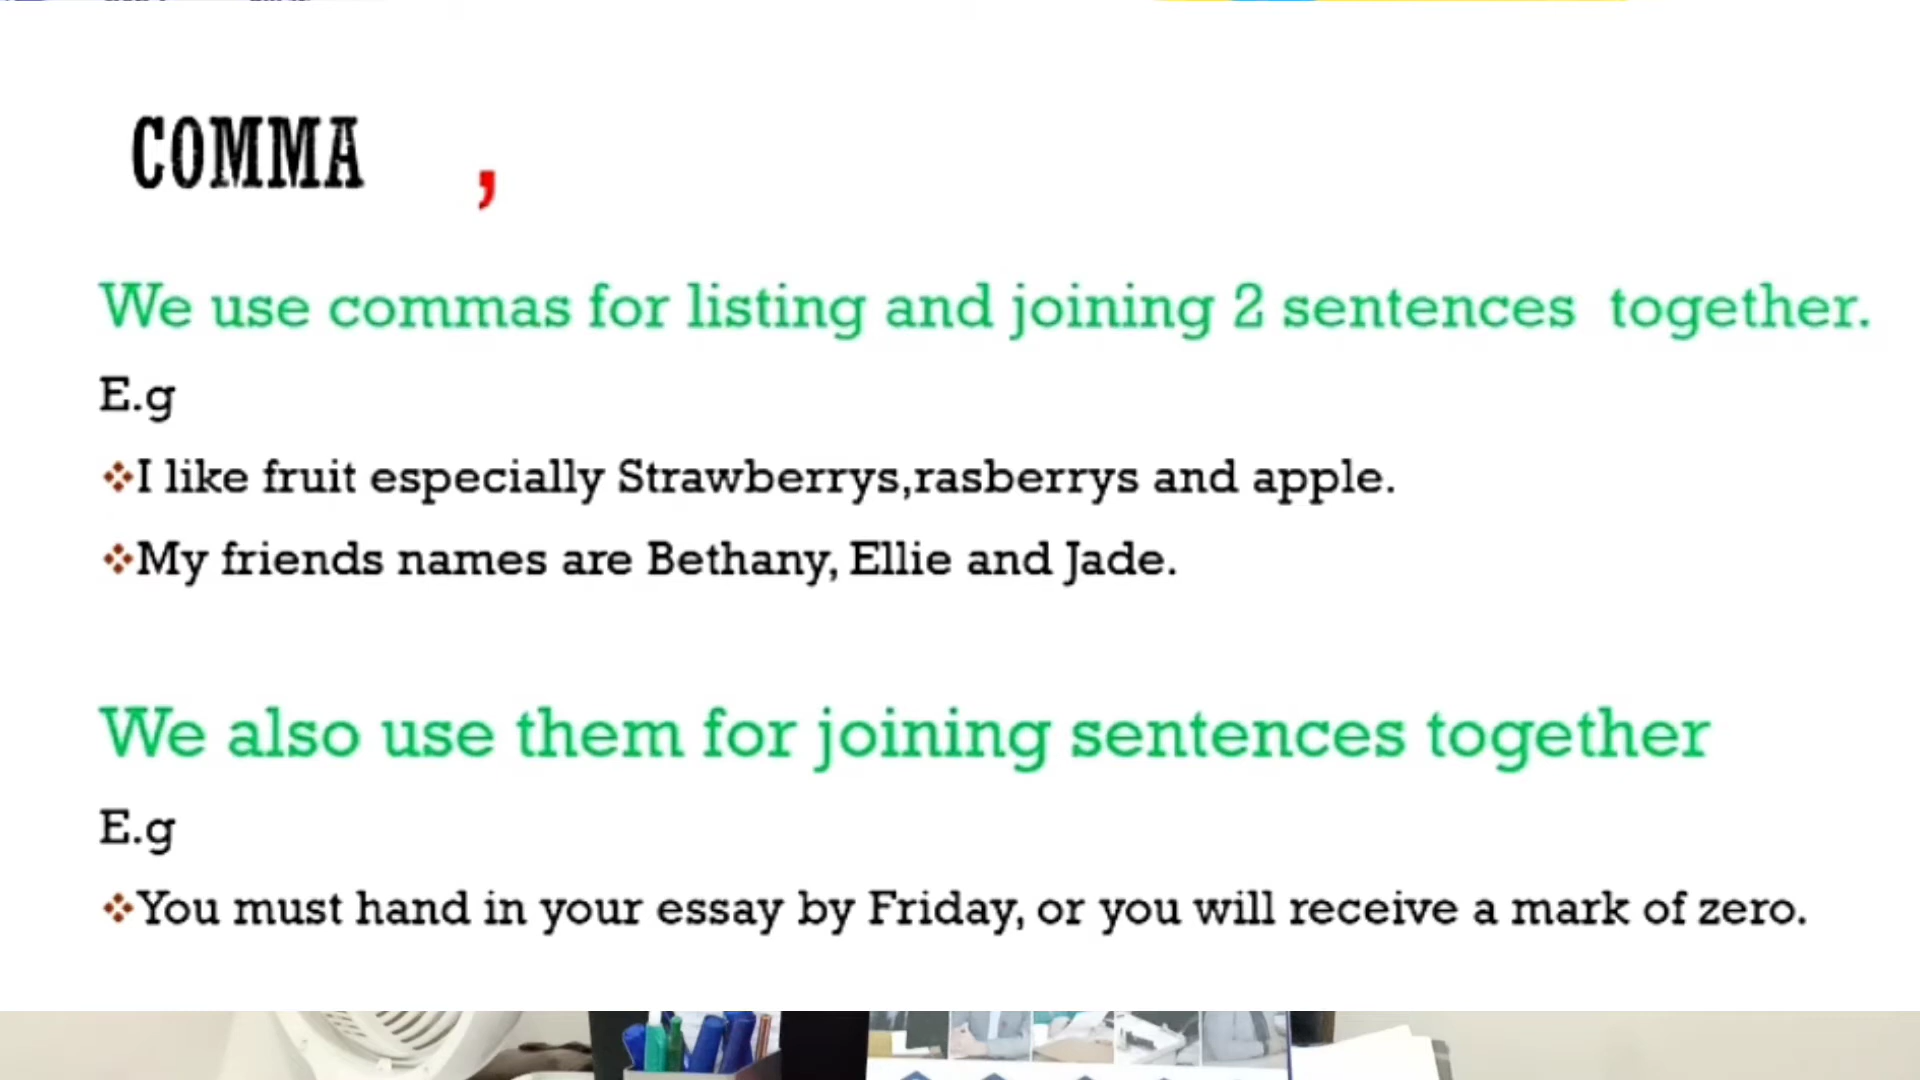 COMMA ,
We use commas for listing and joining 2 sentences together.
E.g
I like fruit especially Strawberrys,rasberrys and apple.
My friends names are Bethany, Ellie and Jade.
We also use them for joining sentences together
E.g
You must hand in your essay by Friday, or you will receive a mark of zero.